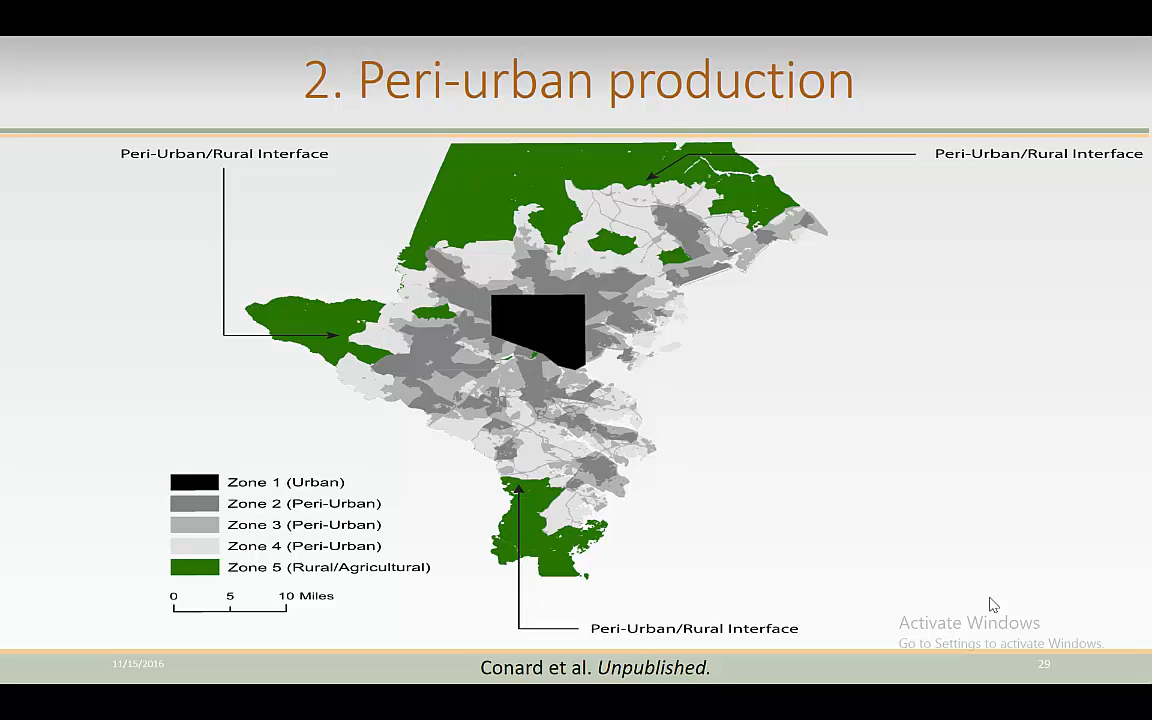 2. Peri-urban production
Peri-Urban/Rural Interface
Peri-Urban/Rural Interface
Zone 1 (Urban)
Zone 2 (Peri-Urban)
Zone 3 (Peri-Urban)
Zone 4 (Peri-Urban)
Zone 5 (Rural/Agricultural)
0 5 10 Miles
Peri-Urban/Rural Interface
Activate Windows
Go to Settings to activate Windows.
11/15/2016
Conard et al. Unpublished.
29